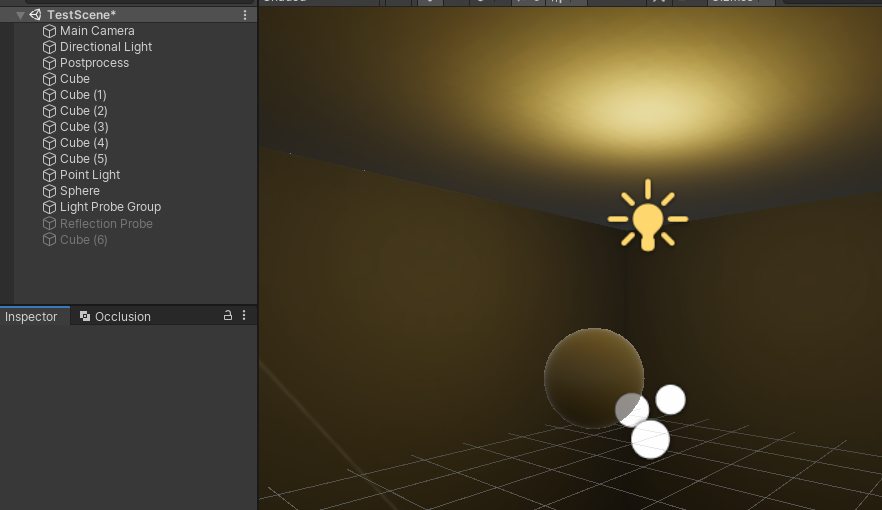 TestScene*
Main Camera
Directional Light
Postprocess
Cube
Cube (1)
Cube (2)
Cube (3)
Cube (4)
Cube (5)
Point Light
Sphere
Light Probe Group
Reflection Probe
Cube (6)
Inspector
Occlusion